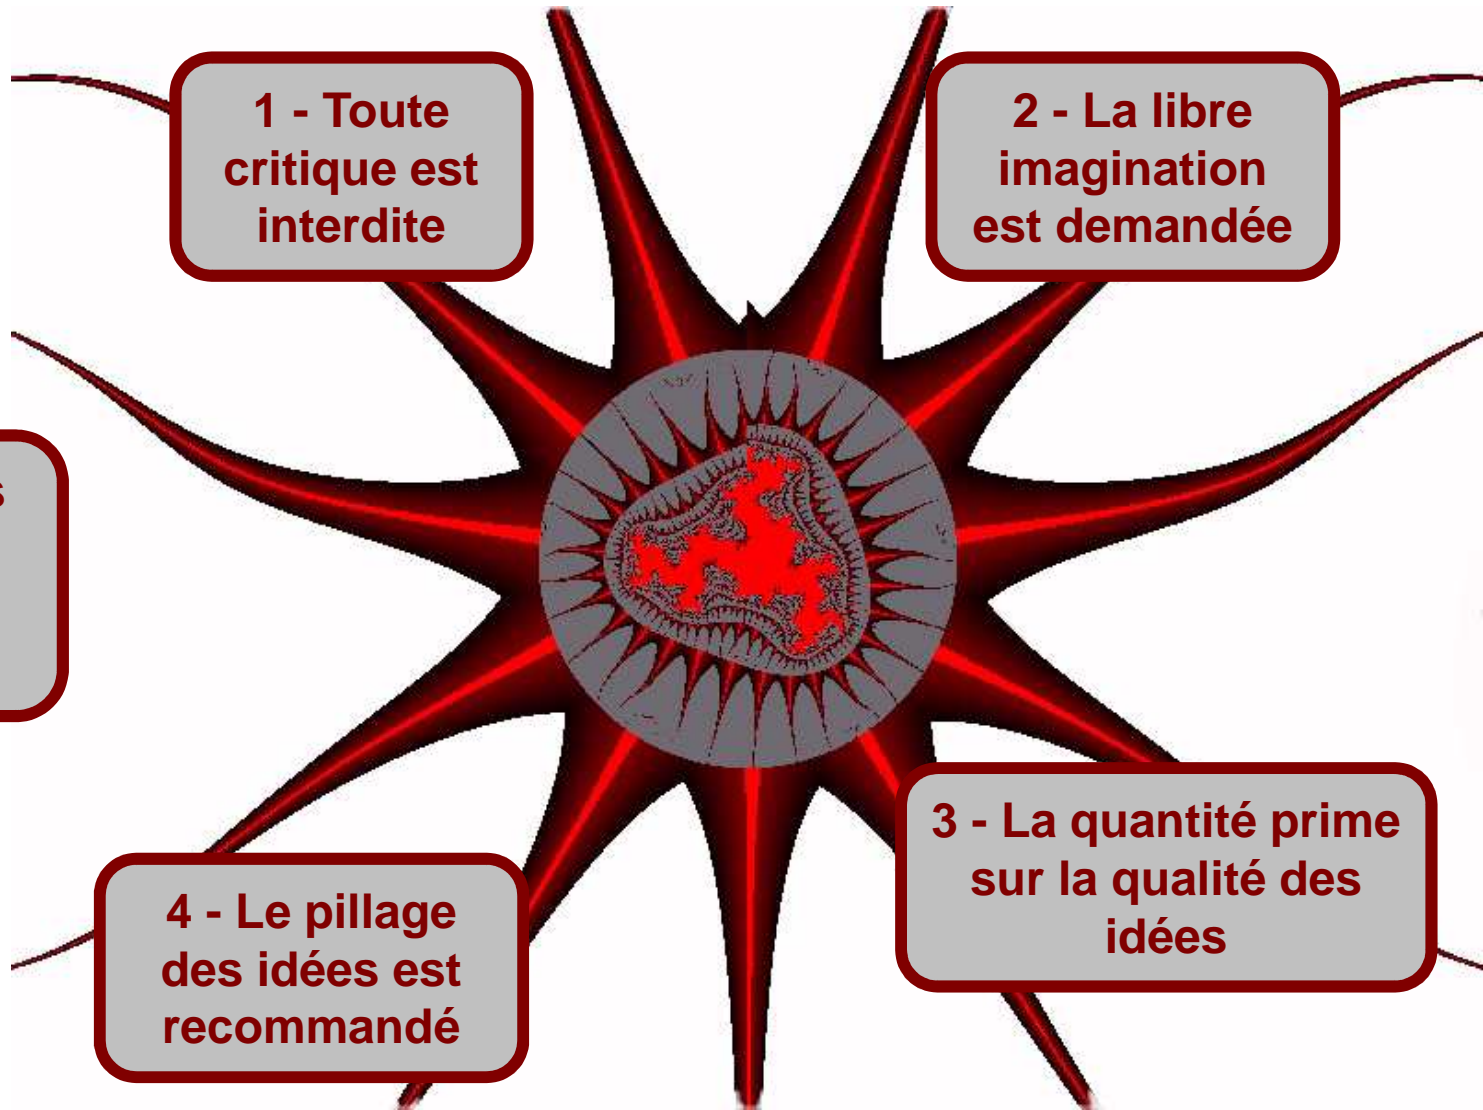 1 - Toute
critique est
interdite
2 - La libre
imagination
est demandée
3 - La quantité prime
sur la qualité des
idées
4 - Le pillage
des idées est
recommandé